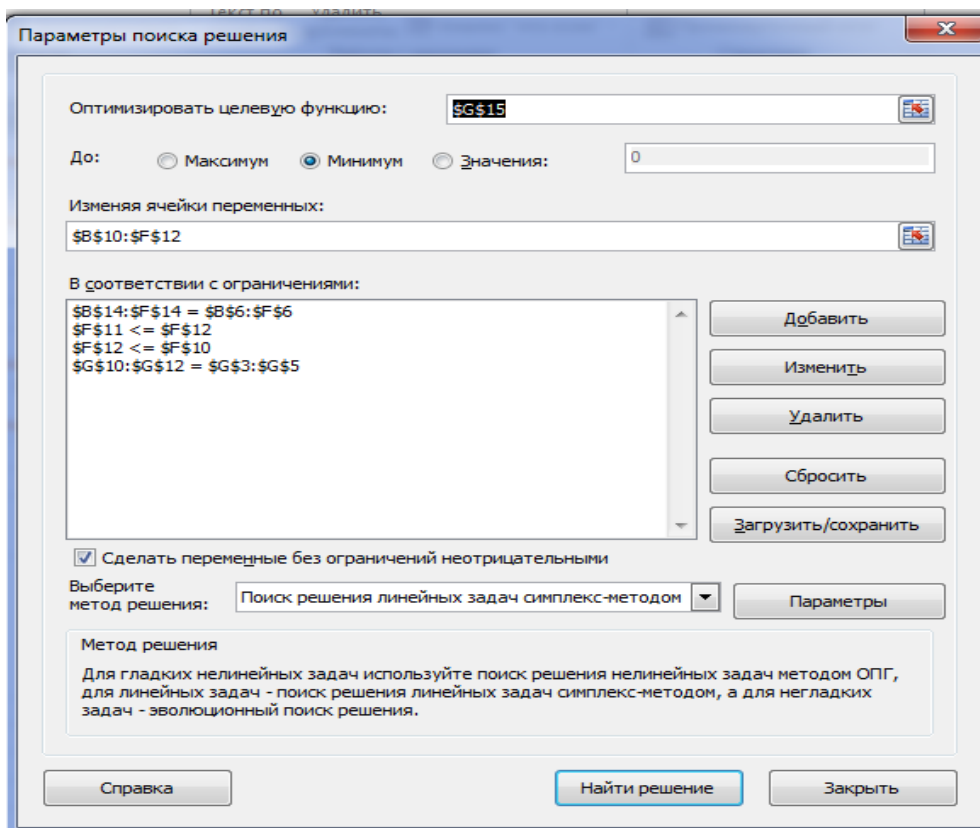 Параметры поиска решения
Оптимизировать целевую функцию:
$G$15
До:
Максимум
Минимум
Значения:
0
Изменяя ячейки переменных:
$B$10:$F$12
В соответствии с ограничениями:
$B$14:$F$14 = $B$6:$F$6
$F$11 <= $F$12
$F$12 <= $F$10
$G$10:$G$12 = $G$3:$G$5
Добавить
Изменить
Удалить
Сбросить
Загрузить/сохранить
Сделать переменные без ограничений неотрицательными
Выберите
метод решения:
Поиск решения линейных задач симплекс-методом
Параметры
Метод решения
Для гладких нелинейных задач используйте поиск решения нелинейных задач методом ОПГ,
для линейных задач - поиск решения линейных задач симплекс-методом, а для негладких
задач - эволюционный поиск решения.
Справка
Найти решение
Закрыть